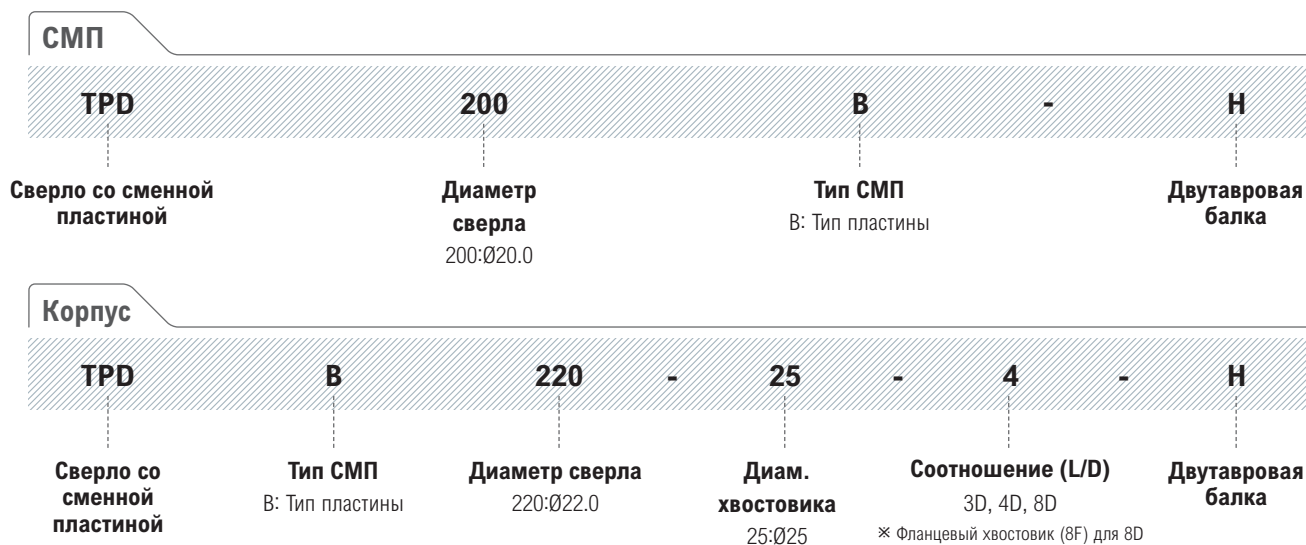 СМП
TPD 200 B - H
Сверло со сменной
пластиной
Диаметр
сверла
200:Ø20.0
Тип СМП
B: Тип пластины
Двутавровая
балка
Корпус
TPD B 220 - 25 - 4 - H
Сверло со
сменной
пластиной
Тип СМП
B: Тип пластины
Диаметр сверла
220:Ø22.0
Диам.
хвостовика
25:Ø25
Соотношение (L/D)
3D, 4D, 8D
※ Фланцевый хвостовик (8F) для 8D
Двутавровая
балка